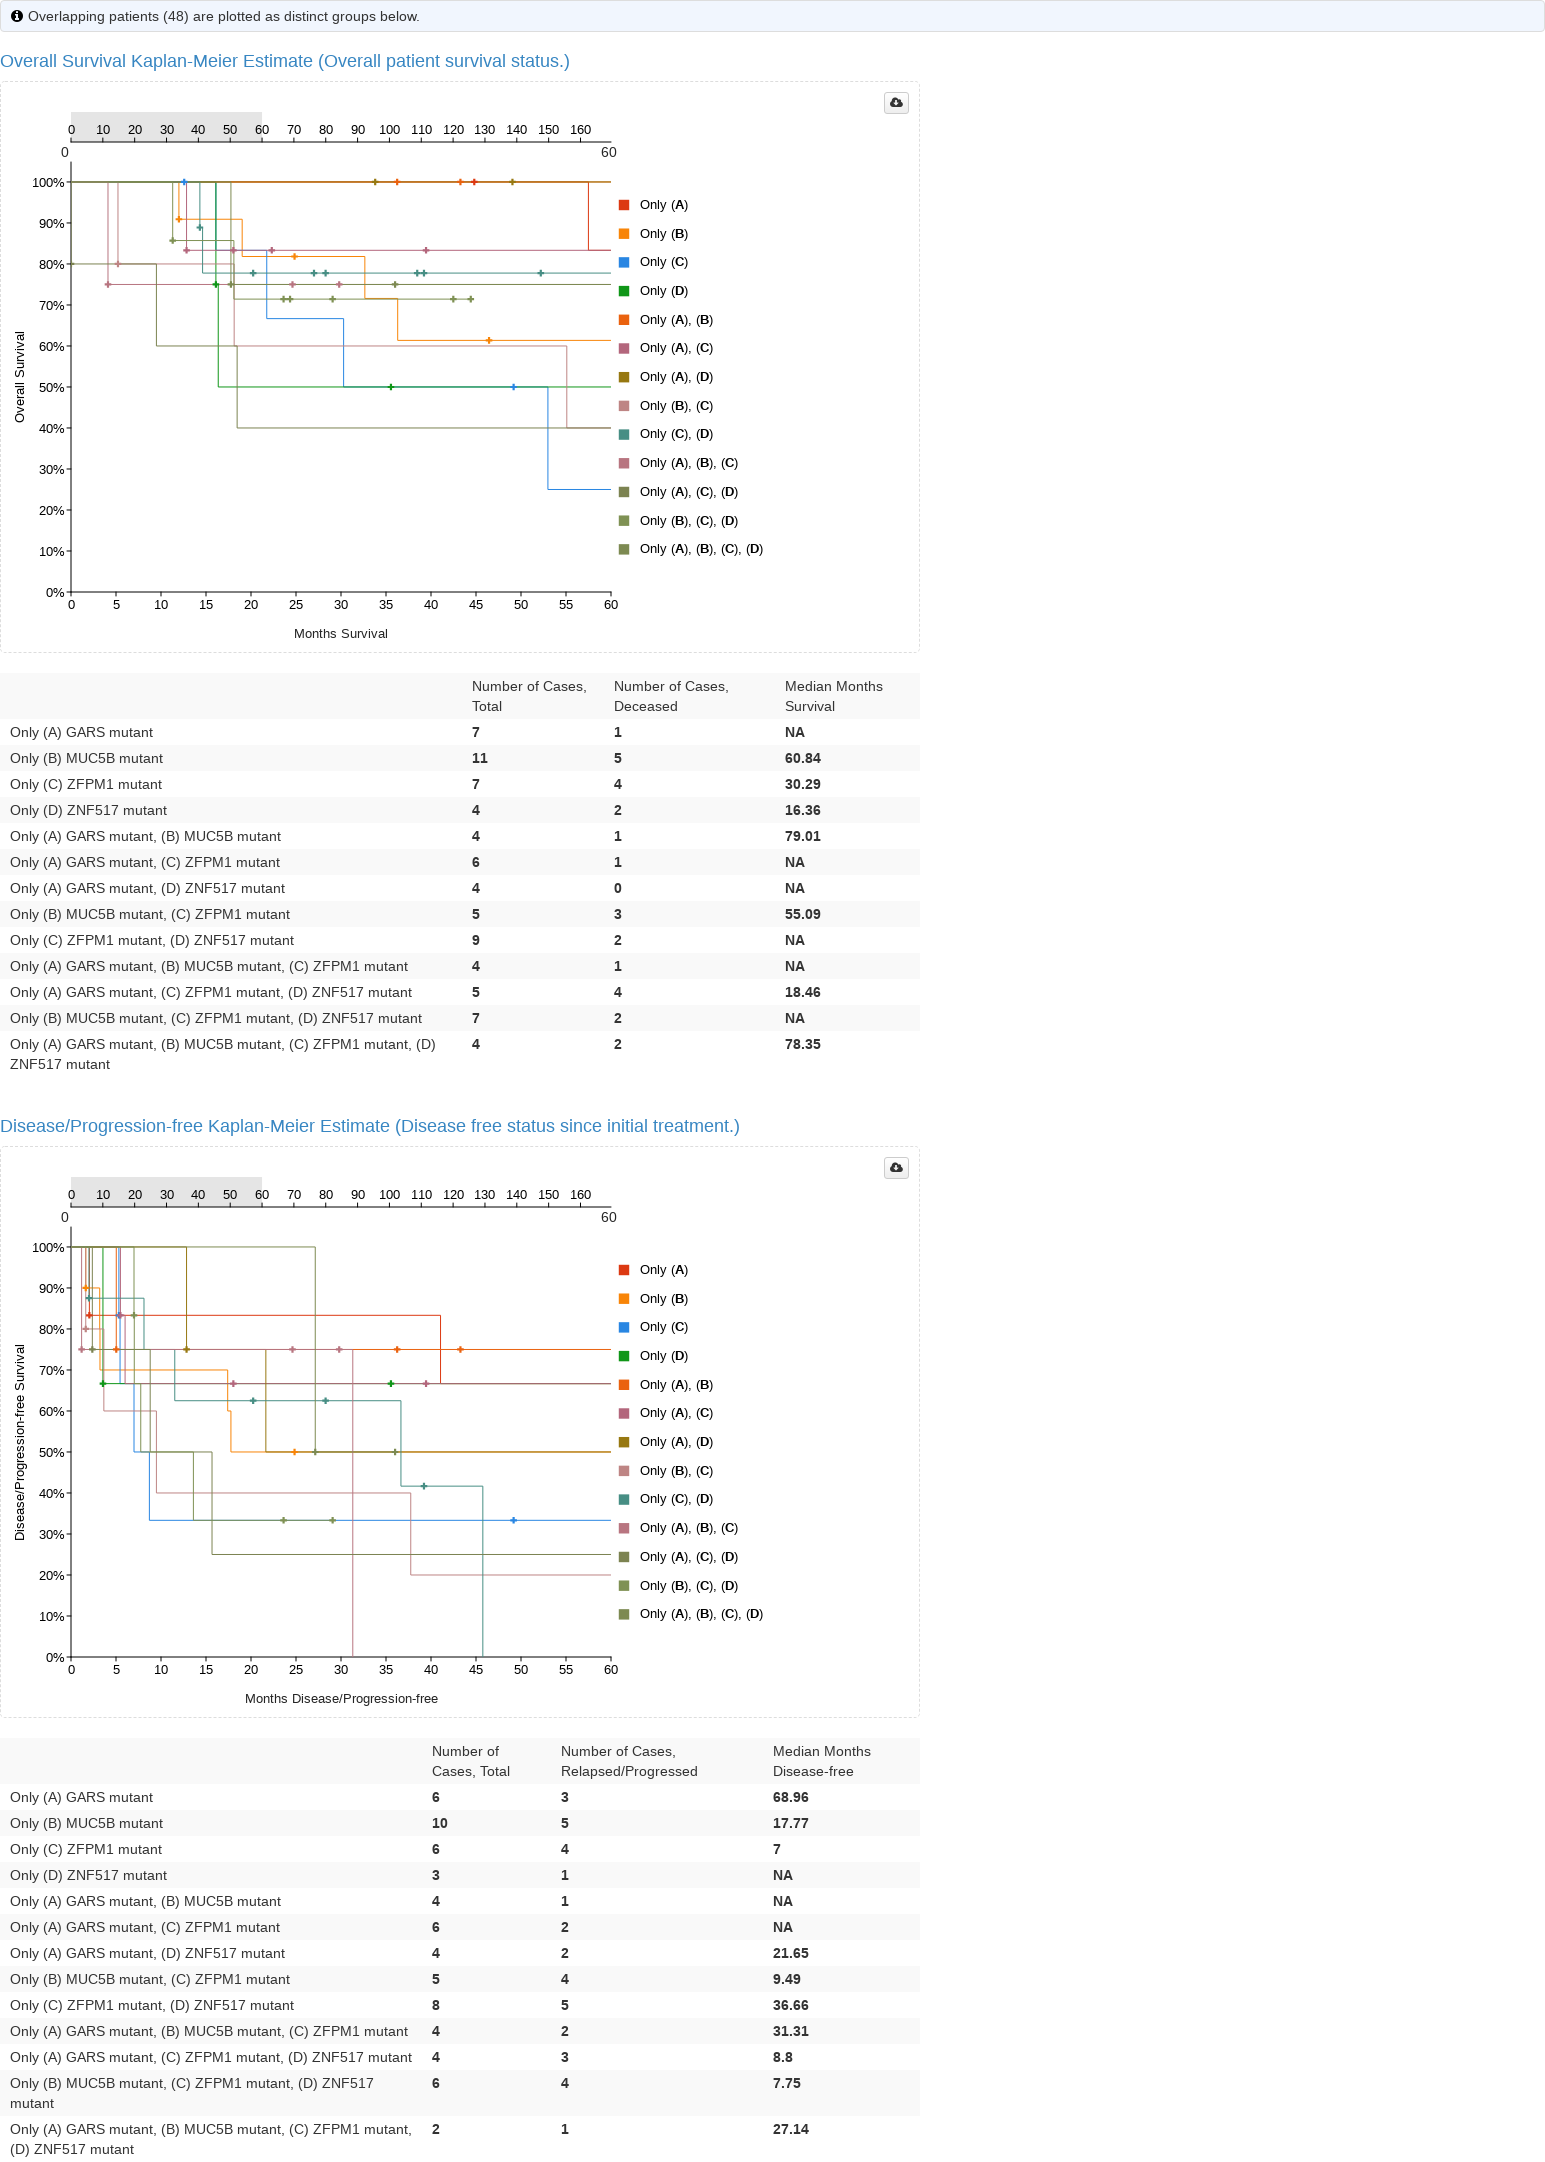 Overlapping patients (48) are plotted as distinct groups below.
Overall Survival Kaplan-Meier Estimate (Overall patient survival status.)
0 10 20 30 40 50 60 70 80 90 100 110 120 130 140 150 160
0 60
100%
90%
80%
70%
60%
50%
40%
30%
20%
10%
0%
Overall Survival
0 5 10 15 20 25 30 35 40 45 50 55 60
Months Survival
Only (A)
Only (B)
Only (C)
Only (D)
Only (A), (B)
Only (A), (C)
Only (A), (D)
Only (B), (C)
Only (C), (D)
Only (A), (B), (C)
Only (A), (C), (D)
Only (B), (C), (D)
Only (A), (B), (C), (D)
Number of Cases, Number of Cases, Median Months
Total Deceased Survival
Only (A) GARS mutant 7 1 NA
Only (B) MUC5B mutant 11 5 60.84
Only (C) ZFPM1 mutant 7 4 30.29
Only (D) ZNF517 mutant 4 2 16.36
Only (A) GARS mutant, (B) MUC5B mutant 4 1 79.01
Only (A) GARS mutant, (C) ZFPM1 mutant 6 1 NA
Only (A) GARS mutant, (D) ZNF517 mutant 4 0 NA
Only (B) MUC5B mutant, (C) ZFPM1 mutant 5 3 55.09
Only (C) ZFPM1 mutant, (D) ZNF517 mutant 9 2 NA
Only (A) GARS mutant, (B) MUC5B mutant, (C) ZFPM1 mutant 4 1 NA
Only (A) GARS mutant, (C) ZFPM1 mutant, (D) ZNF517 mutant 5 4 18.46
Only (B) MUC5B mutant, (C) ZFPM1 mutant, (D) ZNF517 mutant 7 2 NA
Only (A) GARS mutant, (B) MUC5B mutant, (C) ZFPM1 mutant, (D) 4 2 78.35
ZNF517 mutant
Disease/Progression-free Kaplan-Meier Estimate (Disease free status since initial treatment.)
0 10 20 30 40 50 60 70 80 90 100 110 120 130 140 150 160
0 60
100%
90%
80%
70%
60%
50%
40%
30%
20%
10%
0%
Disease/Progression-free Survival
0 5 10 15 20 25 30 35 40 45 50 55 60
Months Disease/Progression-free
Only (A)
Only (B)
Only (C)
Only (D)
Only (A), (B)
Only (A), (C)
Only (A), (D)
Only (B), (C)
Only (C), (D)
Only (A), (B), (C)
Only (A), (C), (D)
Only (B), (C), (D)
Only (A), (B), (C), (D)
Number of Number of Cases, Median Months
Cases, Total Relapsed/Progressed Disease-free
Only (A) GARS mutant 6 3 68.96
Only (B) MUC5B mutant 10 5 17.77
Only (C) ZFPM1 mutant 6 4 7
Only (D) ZNF517 mutant 3 1 NA
Only (A) GARS mutant, (B) MUC5B mutant 4 1 NA
Only (A) GARS mutant, (C) ZFPM1 mutant 6 2 NA
Only (A) GARS mutant, (D) ZNF517 mutant 4 2 21.65
Only (B) MUC5B mutant, (C) ZFPM1 mutant 5 4 9.49
Only (C) ZFPM1 mutant, (D) ZNF517 mutant 8 5 36.66
Only (A) GARS mutant, (B) MUC5B mutant, (C) ZFPM1 mutant 4 2 31.31
Only (A) GARS mutant, (C) ZFPM1 mutant, (D) ZNF517 mutant 4 3 8.8
Only (B) MUC5B mutant, (C) ZFPM1 mutant, (D) ZNF517 6 4 7.75
mutant
Only (A) GARS mutant, (B) MUC5B mutant, (C) ZFPM1 mutant, 2 1 27.14
(D) ZNF517 mutant